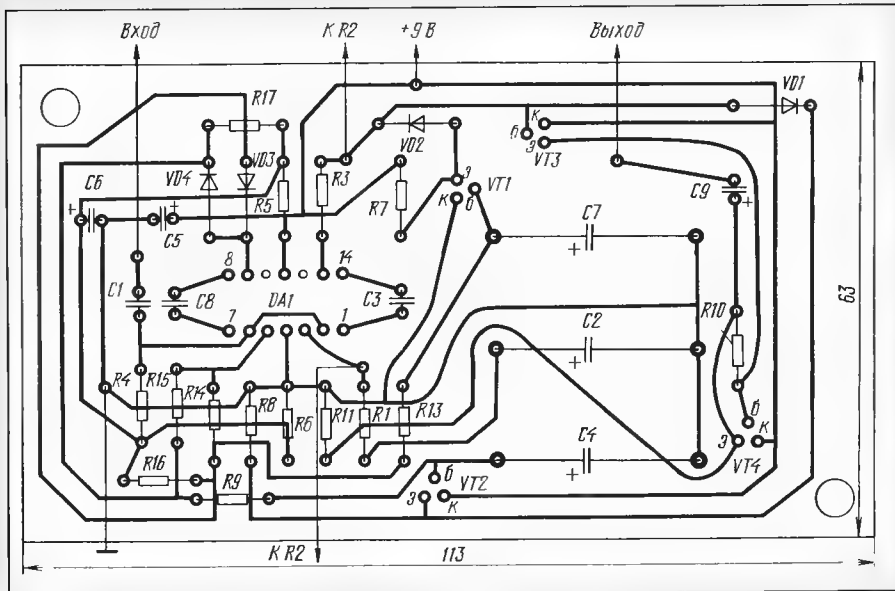 Вход
K R2
+9 В
Выход
VD1
R17
к
б
э
VT3
VD2
C6
VD4
VD3
R5
R3
R7
э
VT1
к
б
C9
+
+
C5
+
C7
+
8
14
C1
C8
DA1
C3
63
7
1
R10
C2
+
R4
R15
R14
R8
R6
R11
R1
R13
б
C4
э
к
VT4
+
R16
R9
б
VT2
э
к
K R2
113